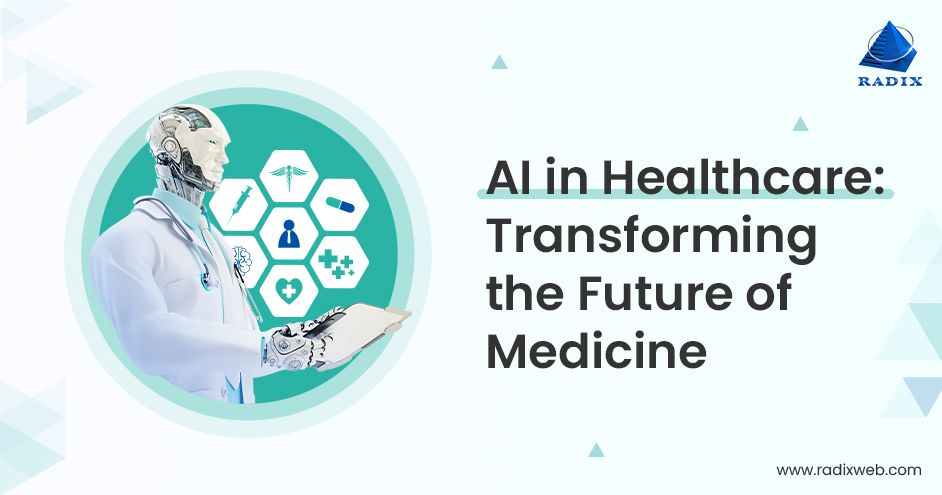 RADIX
AI in Healthcare:
Transforming
the Future of
Medicine
www.radixweb.com